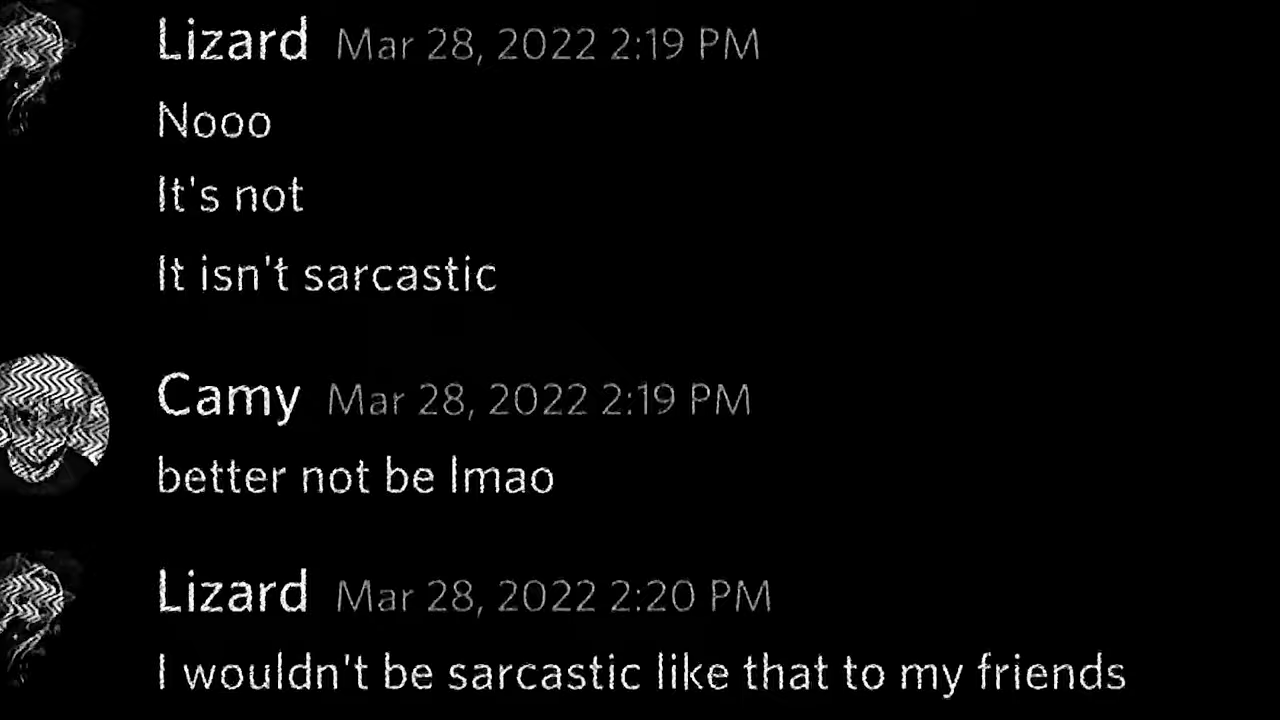 Lizard Mar 28, 2022 2:19 PM
Nooo
It's not
It isn't sarcastic
Camy Mar 28, 2022 2:19 PM
better not be lmao
Lizard Mar 28, 2022 2:20 PM
I wouldn't be sarcastic like that to my friends